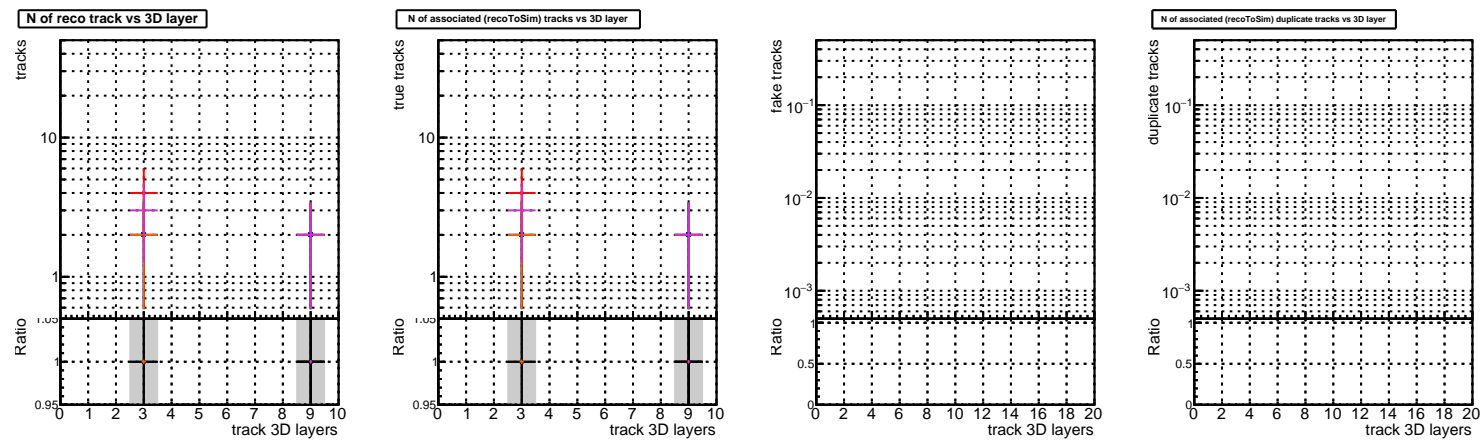 N of reco track vs 3D layer
tracks
10
1
Ratio
1.05
1
0.95
0 1 2 3 4 5 6 7 8 9 10
track 3D layers
N of associated (recoToSim) tracks vs 3D layer
true tracks
10
1
Ratio
1.05
1
0.95
0 1 2 3 4 5 6 7 8 9 10
track 3D layers
fake tracks
10⁻¹
10⁻²
10⁻³
Ratio
1
0.5
0
0 2 4 6 8 10 12 14 16 18 20
track 3D layers
N of associated (recoToSim) duplicate tracks vs 3D layer
duplicate tracks
10⁻¹
10⁻²
10⁻³
Ratio
1
0.5
0
0 2 4 6 8 10 12 14 16 18 20
track 3D layers